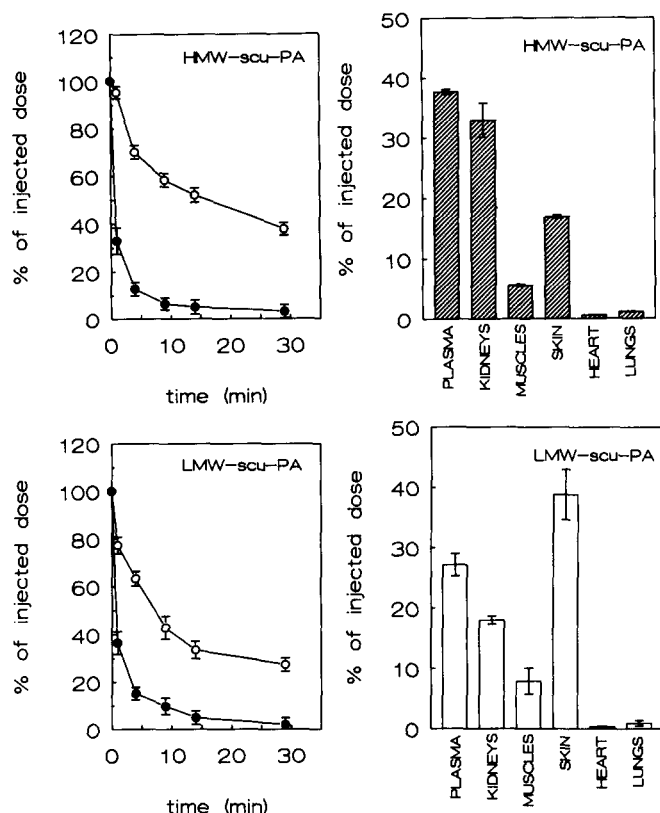 HMW-scu-PA
% of injected dose
120
100
80
60
40
20
0
0 10 20 30
time (min)
HMW-scu-PA
% of injected dose
50
40
30
20
10
0
PLASMA
KIDNEYS
MUSCLES
SKIN
HEART
LUNGS
LMW-scu-PA
% of injected dose
120
100
80
60
40
20
0
0 10 20 30
time (min)
LMW-scu-PA
% of injected dose
50
40
30
20
10
0
PLASMA
KIDNEYS
MUSCLES
SKIN
HEART
LUNGS